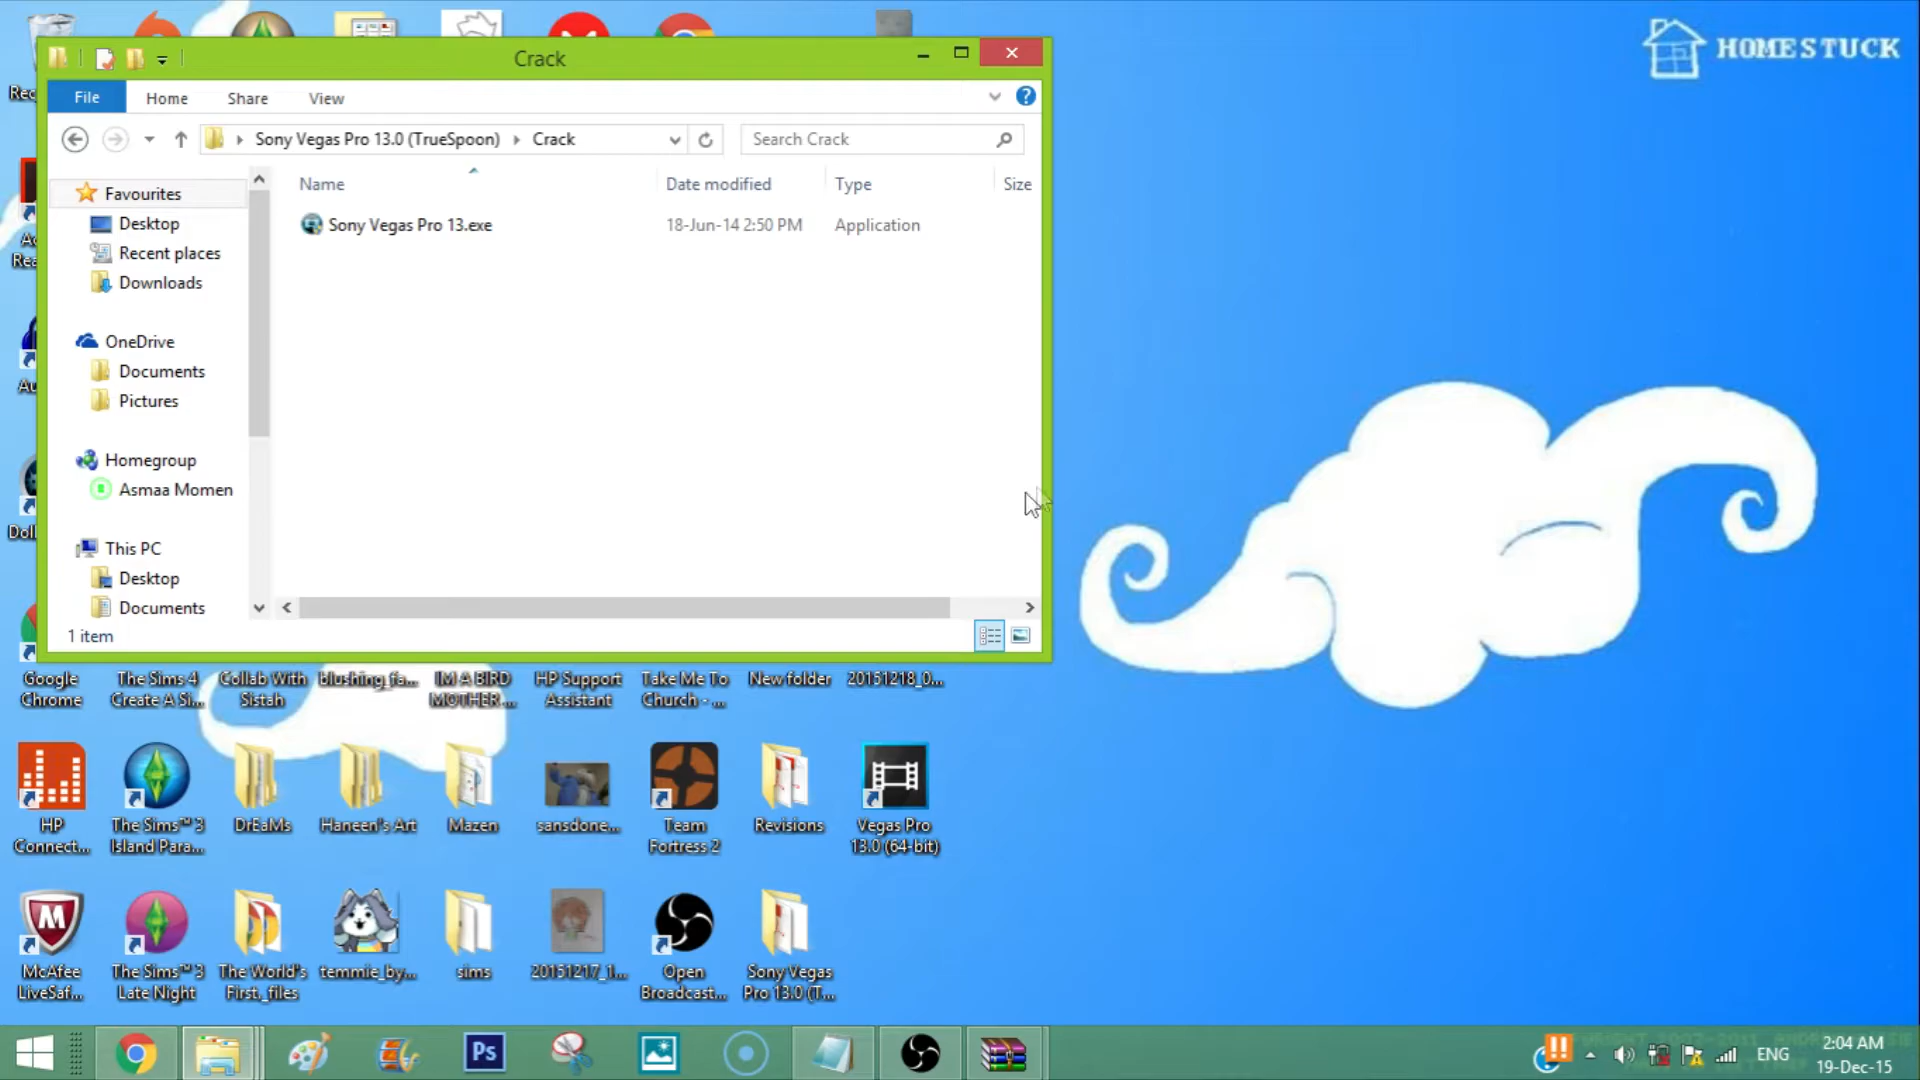 HOMESTUCK
Crack
File Home Share View
Sony Vegas Pro 13.0 (TrueSpoon) Crack
Search Crack
Name Date modified Type Size
Sony Vegas Pro 13.exe 18-Jun-14 2:50 PM Application
Favourites
Desktop
Recent places
Downloads
OneDrive
Documents
Pictures
Homegroup
Asmaa Momen
This PC
Desktop
Documents
1 item
Google
Chrome
The Sims 4
Create A Si...
Collab With
Sistah
blushing_fa...
IM A BIRD
MOTHER ...
HP Support
Assistant
Take Me To
Church - ...
New folder
20151218_0...
HP
Connect...
The Sims™ 3
Island Para...
DrEaMs
Haneen's Art
Mazen
sansdone...
Team
Fortress 2
Revisions
Vegas Pro
13.0 (64-bit)
McAfee
LiveSaf...
The Sims™ 3
Late Night
The World's
First_files
temmie_by...
sims
20151217_1...
Open
Broadcast...
Sony Vegas
Pro 13.0 (T...
Ps
ENG
2:04 AM
19-Dec-15